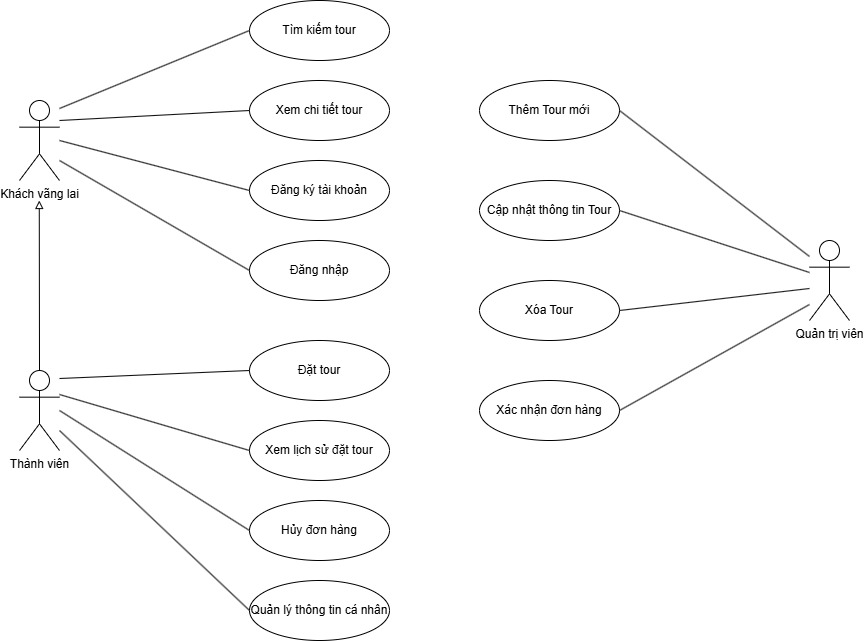 Tìm kiếm tour
Xem chi tiết tour
Khách vãng lai
Đăng ký tài khoản
Đăng nhập
Đặt tour
Thành viên
Xem lịch sử đặt tour
Hủy đơn hàng
Quản lý thông tin cá nhân
Thêm Tour mới
Cập nhật thông tin Tour
Xóa Tour
Quản trị viên
Xác nhận đơn hàng